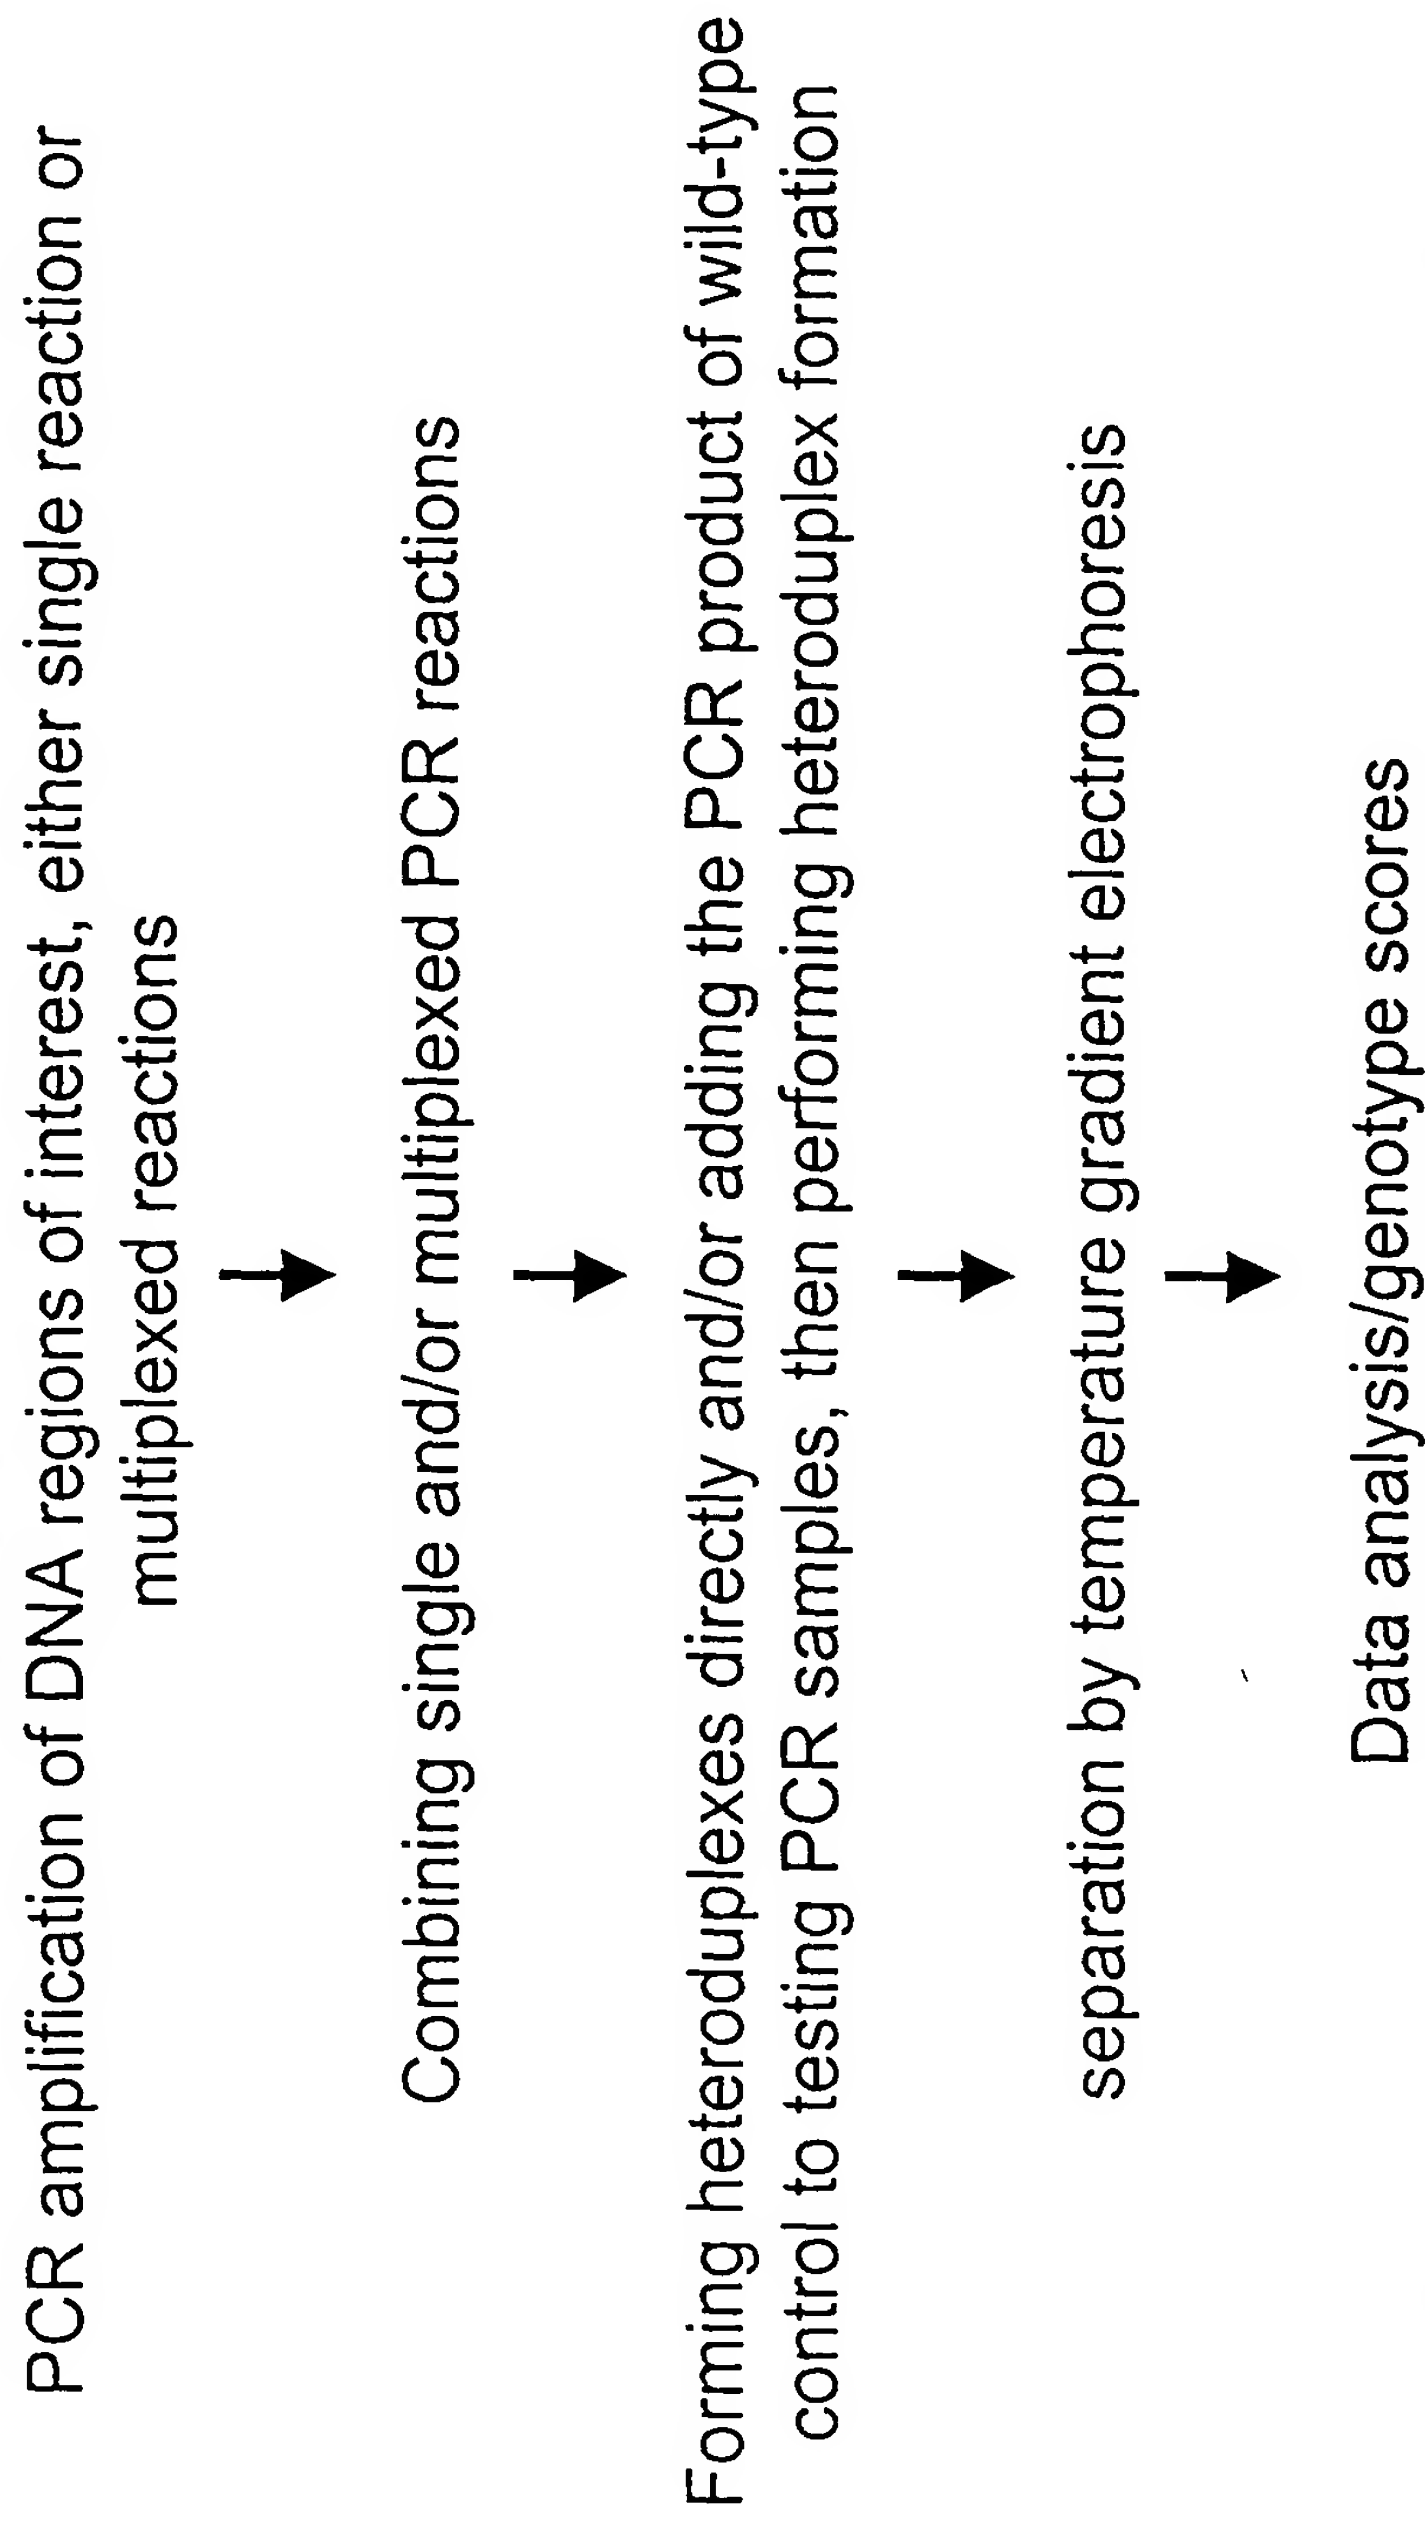 PCR amplification of DNA regions of interest, either single reaction or
multiplexed reactions
Combining single and/or multiplexed PCR reactions
Forming heteroduplexes directly and/or adding the PCR product of wild-type
control to testing PCR samples, then performing heteroduplex formation
separation by temperature gradient electrophoresis
Data analysis/genotype scores